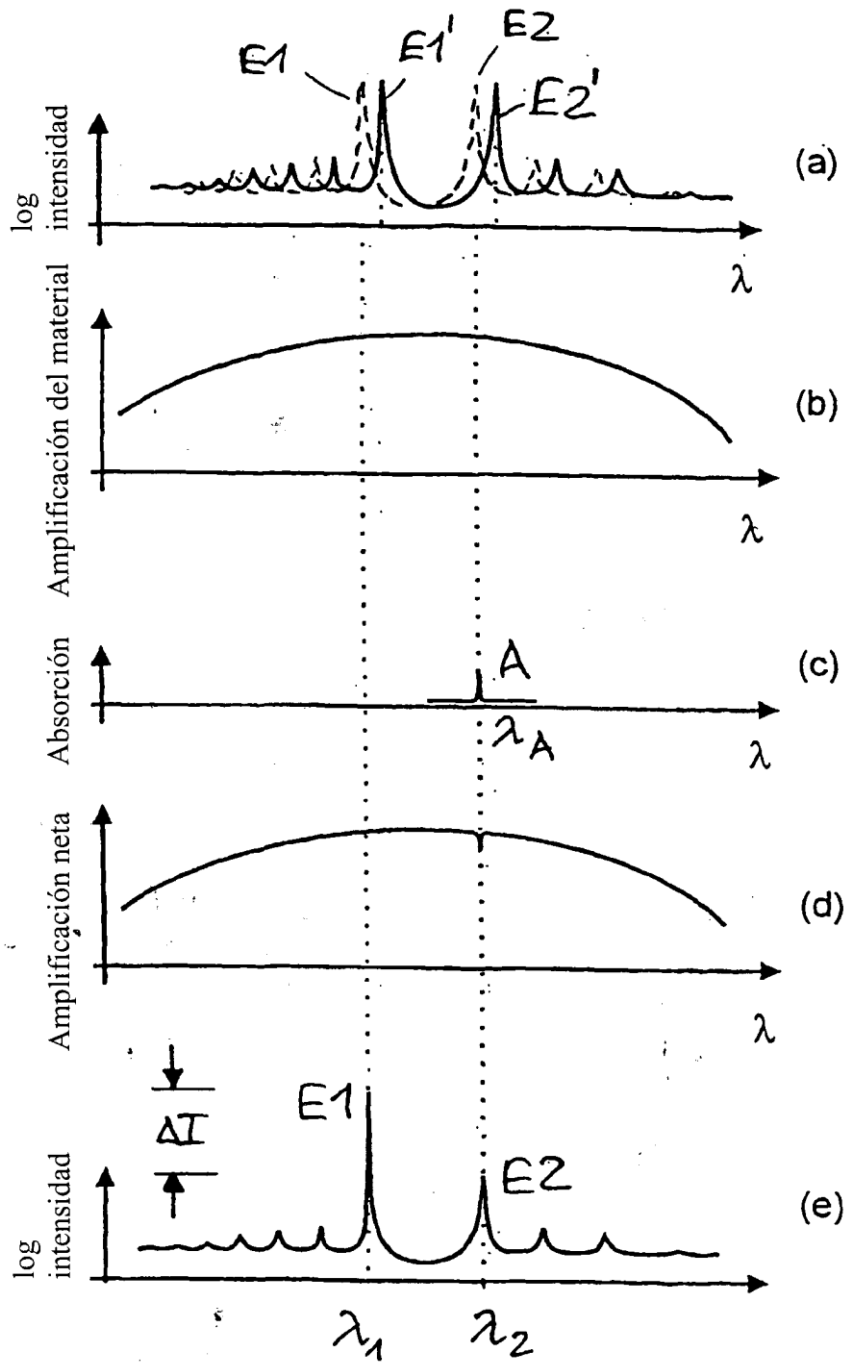 E1
E1'
E2
E2'
(a)
log
intensidad
λ
Amplificación del material
(b)
λ
Absorción
A
(c)
λA
λ
Amplificación neta
(d)
λ
ΔI
E1
E2
log
intensidad
(e)
λ1
λ2